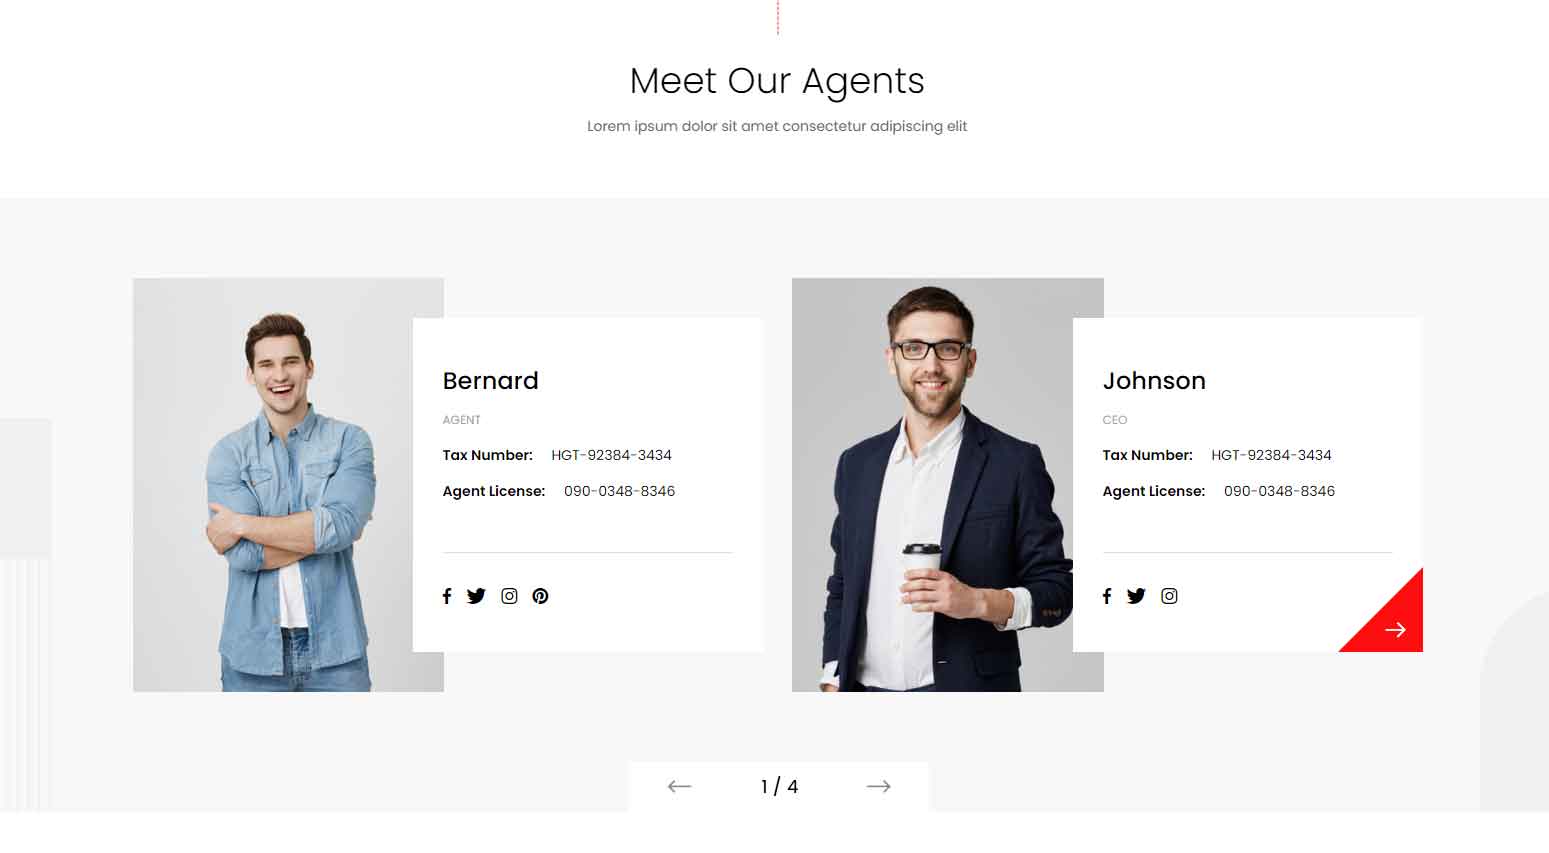 Meet Our Agents
Lorem ipsum dolor sit amet consectetur adipiscing elit
Bernard
AGENT
Tax Number: HGT-92384-3434
Agent License: 090-0348-8346
Johnson
CEO
Tax Number: HGT-92384-3434
Agent License: 090-0348-8346
1 / 4